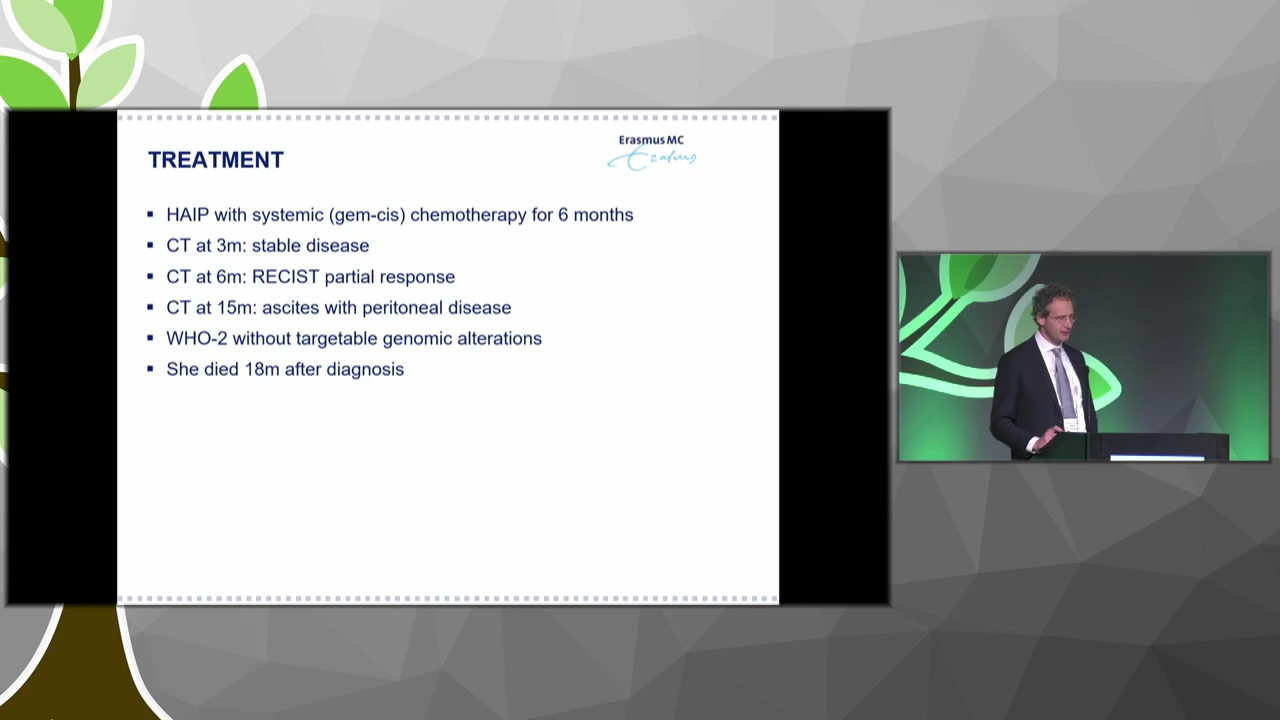 TREATMENT
Erasmus MC
Erasmus
▪ HAIP with systemic (gem-cis) chemotherapy for 6 months
▪ CT at 3m: stable disease
▪ CT at 6m: RECIST partial response
▪ CT at 15m: ascites with peritoneal disease
▪ WHO-2 without targetable genomic alterations
▪ She died 18m after diagnosis